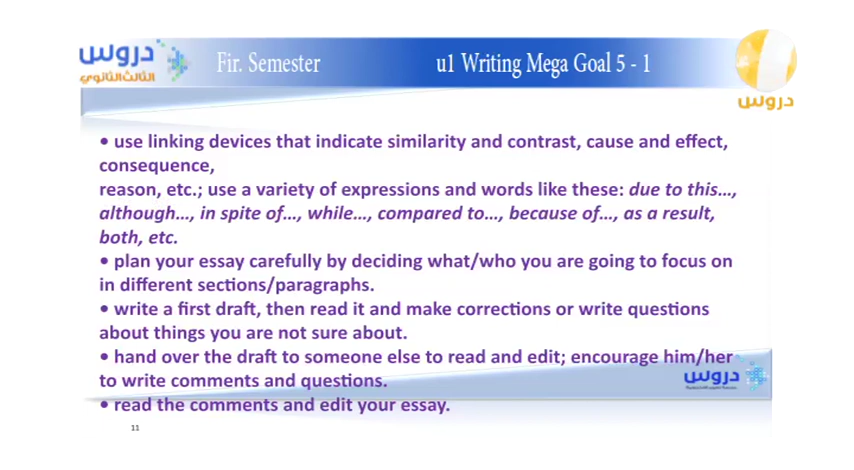 دروس
الثالث الثانوي
Fir. Semester
u1 Writing Mega Goal 5 - 1
دروس
• use linking devices that indicate similarity and contrast, cause and effect,
consequence,
reason, etc.; use a variety of expressions and words like these: due to this…,
although…, in spite of…, while…, compared to…, because of…, as a result,
both, etc.
• plan your essay carefully by deciding what/who you are going to focus on
in different sections/paragraphs.
• write a first draft, then read it and make corrections or write questions
about things you are not sure about.
• hand over the draft to someone else to read and edit; encourage him/her
to write comments and questions.
دروس
• read the comments and edit your essay.
11